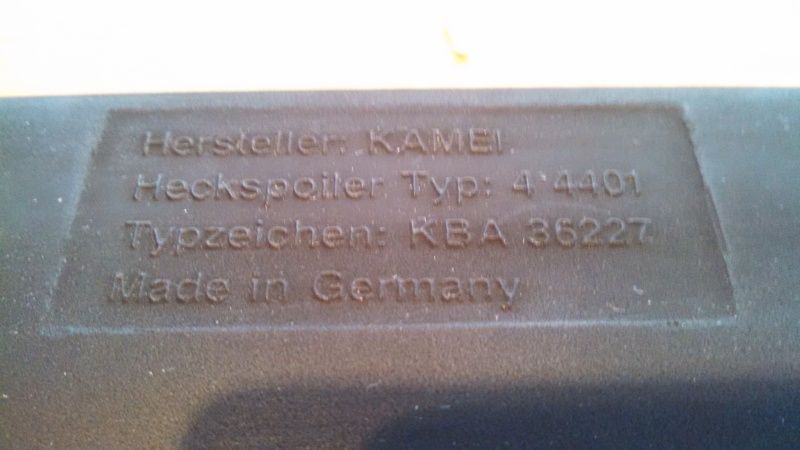 Hersteller: KAMEI
Heckspoiler Typ: 4 4401
Typzeichen: KBA 36227
Made in Germany